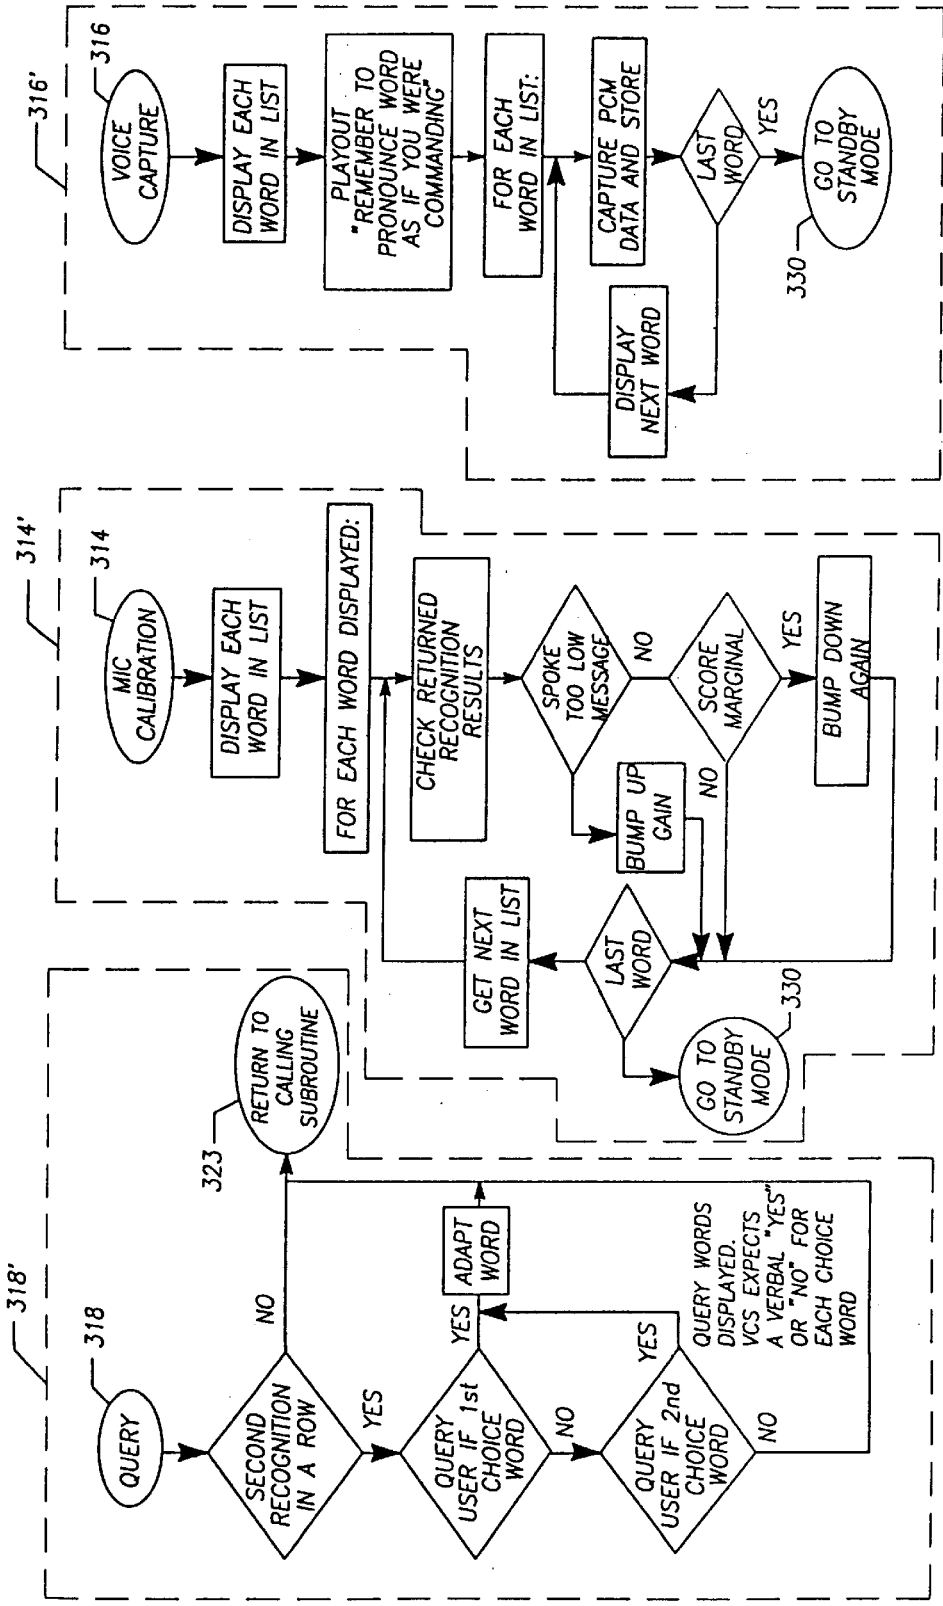 318'
318
QUERY
SECOND
RECOGNITION
IN A ROW
NO
YES
323
RETURN TO
CALLING
SUBROUTINE
QUERY
USER IF 1st
CHOICE
WORD
YES
ADAPT
WORD
NO
QUERY
USER IF 2nd
CHOICE
WORD
YES
NO
QUERY WORDS
DISPLAYED.
VCS EXPECTS
A VERBAL "YES"
OR "NO" FOR
EACH CHOICE
WORD
314'
314
MIC
CALIBRATION
DISPLAY EACH
WORD IN LIST
FOR EACH WORD DISPLAYED:
CHECK RETURNED
RECOGNITION
RESULTS
SPOKE
TOO LOW
MESSAGE
NO
SCORE
MARGINAL
YES
NO
BUMP DOWN
AGAIN
BUMP UP
GAIN
LAST
WORD
GET NEXT
WORD IN LIST
GO TO
STANDBY
MODE
330
316'
316
VOICE
CAPTURE
DISPLAY EACH
WORD IN LIST
PLAYOUT
"REMEMBER TO
PRONOUNCE WORD
AS IF YOU WERE
COMMANDING"
FOR EACH
WORD IN LIST:
CAPTURE PCM
DATA AND STORE
LAST
WORD
YES
DISPLAY
NEXT WORD
GO TO
STANDBY
MODE
330